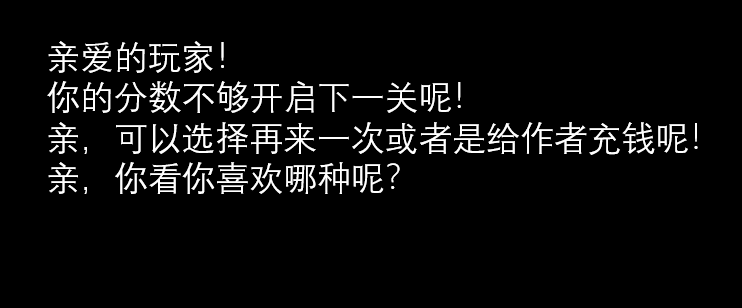 亲爱的玩家!
你的分数不够开启下一关呢!
亲, 可以选择再来一次或者是给作者充钱呢!
亲, 你看你喜欢哪种呢?